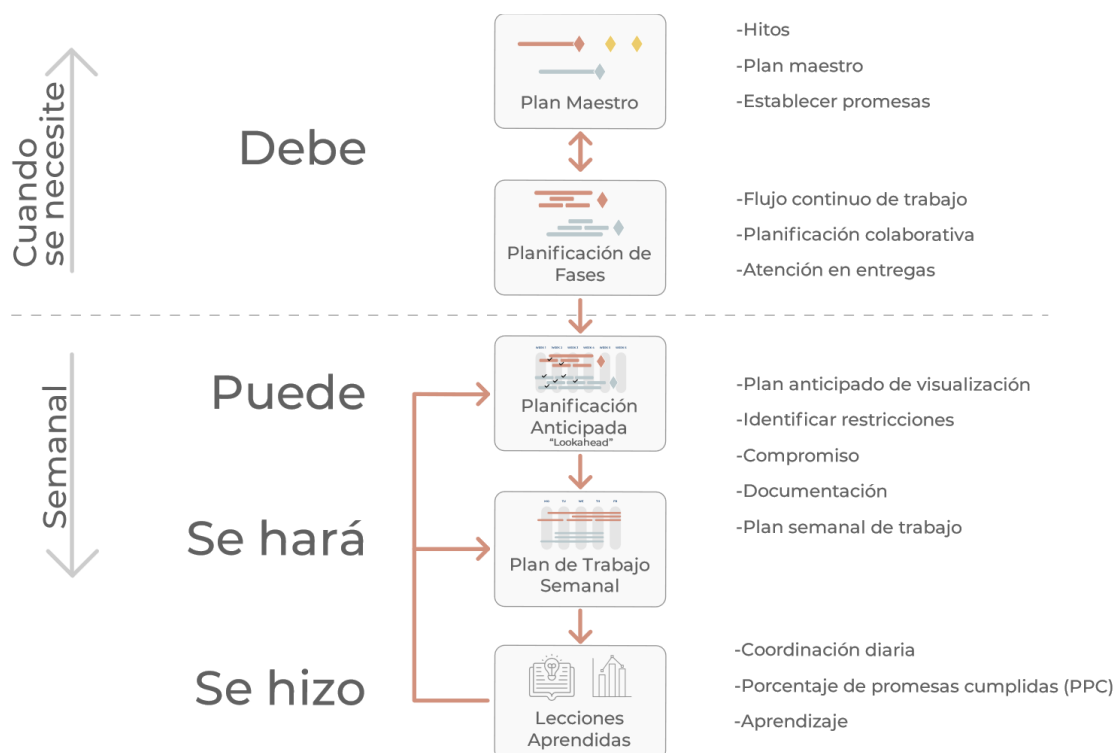 Cuando
se necesite
Debe
Plan Maestro
-Hitos
-Plan maestro
-Establecer promesas
Planificación de
Fases
-Flujo continuo de trabajo
-Planificación colaborativa
-Atención en entregas
Semanal
Puede
Planificación
Anticipada
“Lookahead”
-Plan anticipado de visualización
-Identificar restricciones
-Compromiso
-Documentación
-Plan semanal de trabajo
Se hará
Plan de Trabajo
Semanal
Se hizo
Lecciones
Aprendidas
-Coordinación diaria
-Porcentaje de promesas cumplidas (PPC)
-Aprendizaje